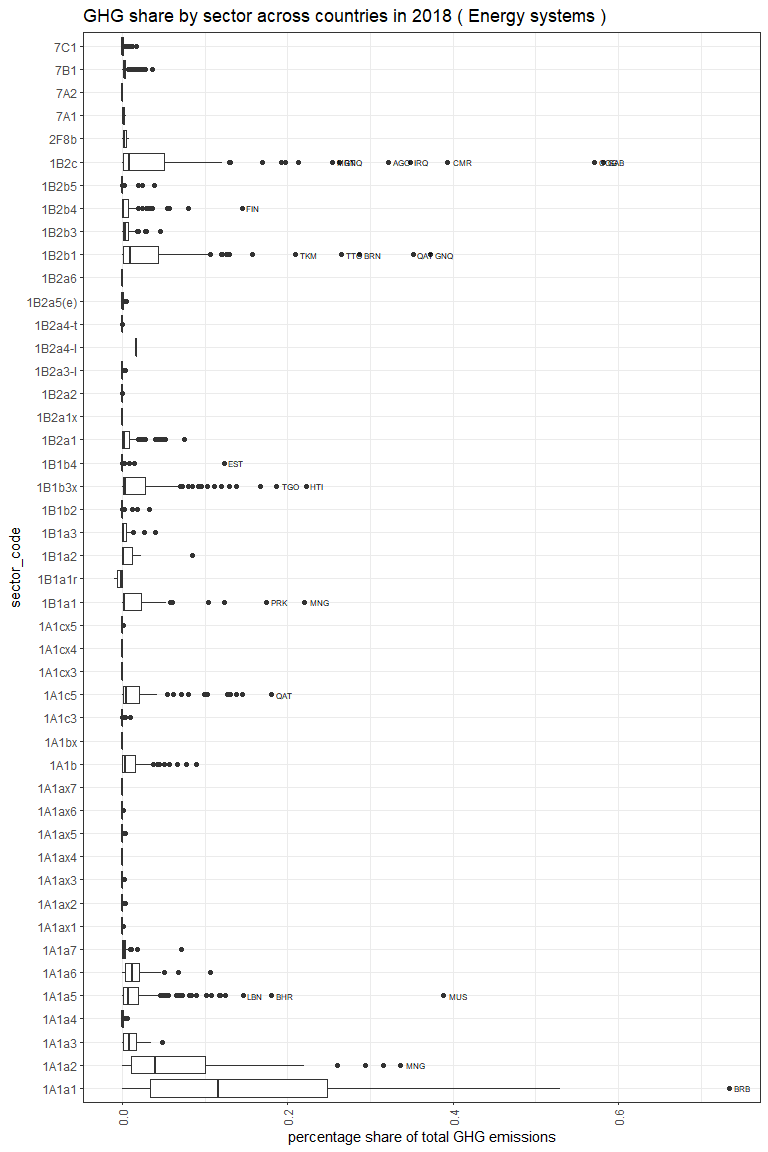 GHG share by sector across countries in 2018 ( Energy systems )
7C1
7B1
7A2
7A1
2F8b
1B2c GNQ AGO IRQ CMR GAB
1B2b5
1B2b4 FIN
1B2b3
1B2b1 TKM TTO BRN QAT GNQ
1B2a6
1B2a5(e)
1B2a4-t
1B2a4-l
1B2a3-l
1B2a2
1B2a1x
1B2a1
1B1b4 EST
1B1b3x TGO HTI
1B1b2
1B1a3
1B1a2
1B1a1r
1B1a1 PRK MNG
1A1cx5
1A1cx4
1A1cx3
1A1c5 QAT
1A1c3
1A1bx
1A1b
1A1ax7
1A1ax6
1A1ax5
1A1ax4
1A1ax3
1A1ax2
1A1ax1
1A1a7
1A1a6
1A1a5 LBN BHR MUS
1A1a4
1A1a3
1A1a2 MNG
1A1a1 BRB
sector_code
0.0 0.2 0.4 0.6
percentage share of total GHG emissions